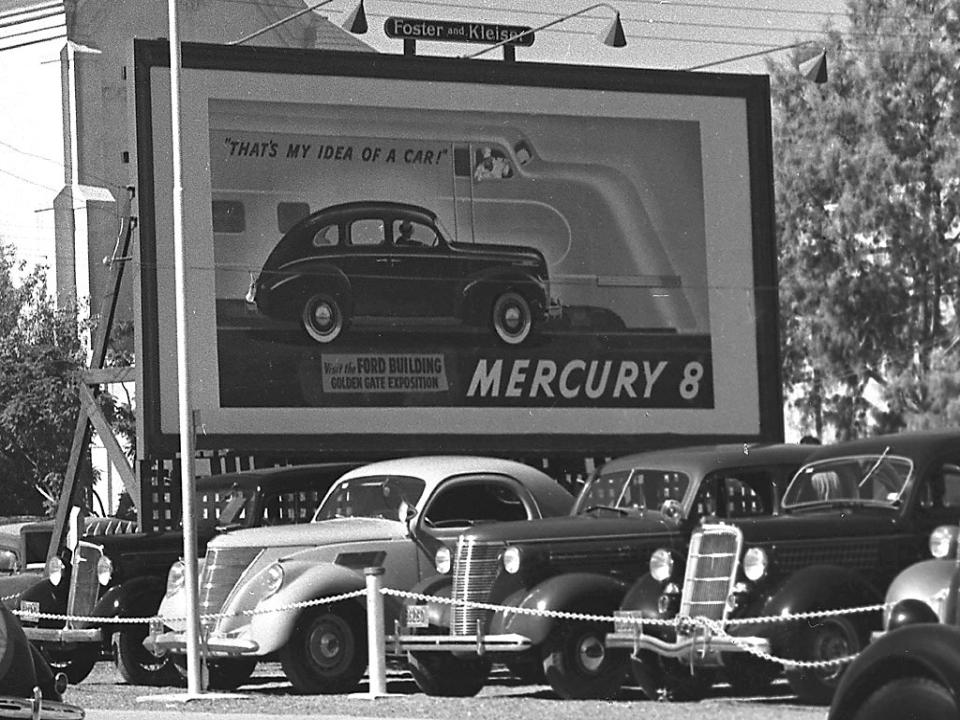 Foster and Kleiser
"THAT'S MY IDEA OF A CAR!"
Visit the FORD BUILDING
GOLDEN GATE EXPOSITION
MERCURY 8